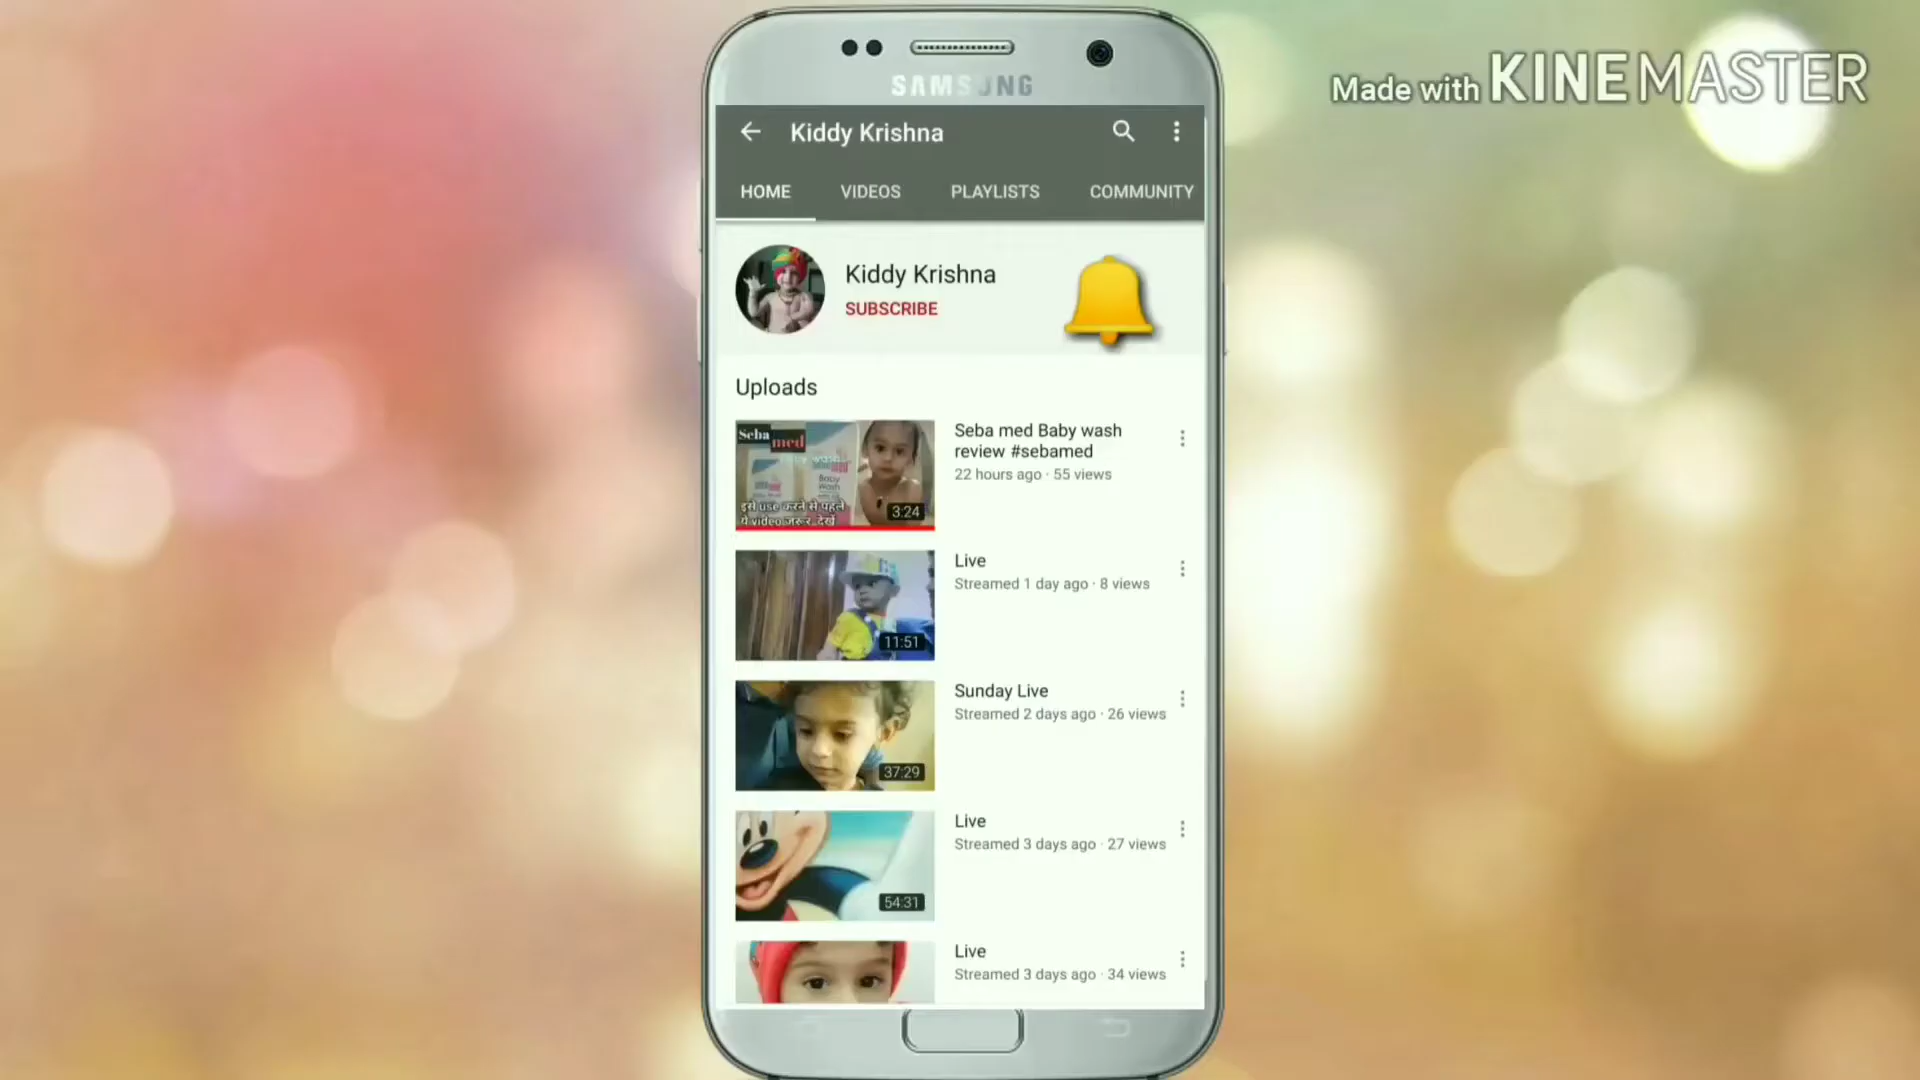 Made with KINEMASTER
SAMSUNG
Kiddy Krishna
HOME VIDEOS PLAYLISTS COMMUNITY
Kiddy Krishna
SUBSCRIBE
Uploads
Seba med
Baby Wash
इसे use करने से पहले
ये video जरूर देखें
3:24
Seba med Baby wash
review #sebamed
22 hours ago · 55 views
11:51
Live
Streamed 1 day ago · 8 views
37:29
Sunday Live
Streamed 2 days ago · 26 views
54:31
Live
Streamed 3 days ago · 27 views
Live
Streamed 3 days ago · 34 views